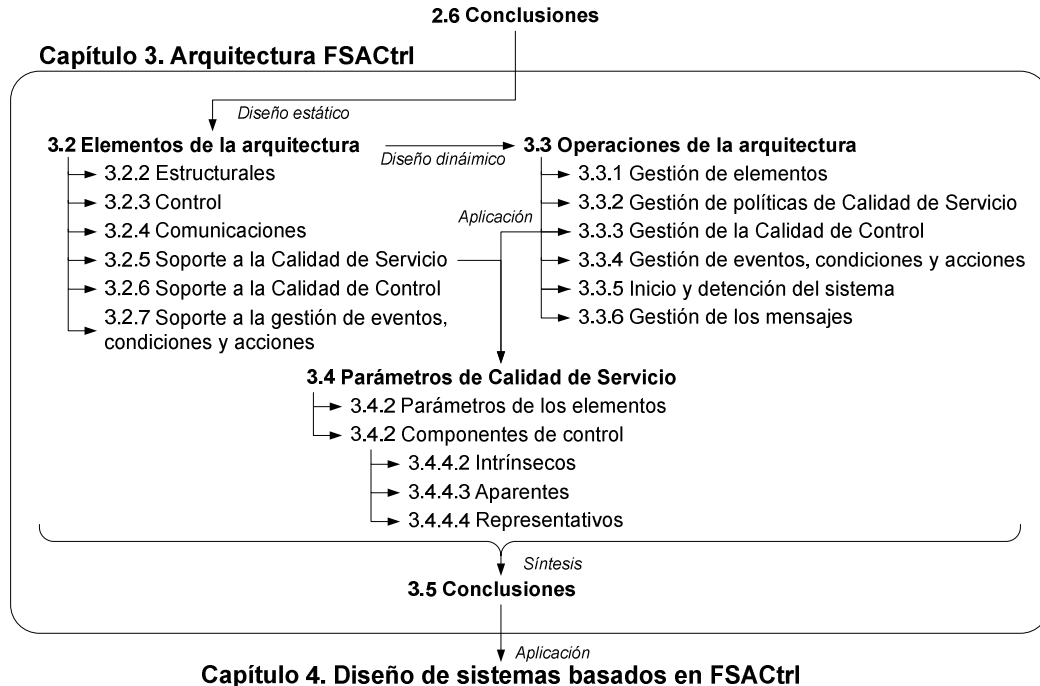 2.6 Conclusiones
Capítulo 3. Arquitectura FSACtrl
Diseño estático
3.2 Elementos de la arquitectura
3.2.2 Estructurales
3.2.3 Control
3.2.4 Comunicaciones
3.2.5 Soporte a la Calidad de Servicio
3.2.6 Soporte a la Calidad de Control
3.2.7 Soporte a la gestión de eventos,
condiciones y acciones
Diseño dináimico
3.3 Operaciones de la arquitectura
3.3.1 Gestión de elementos
3.3.2 Gestión de políticas de Calidad de Servicio
3.3.3 Gestión de la Calidad de Control
3.3.4 Gestión de eventos, condiciones y acciones
3.3.5 Inicio y detención del sistema
3.3.6 Gestión de los mensajes
Aplicación
3.4 Parámetros de Calidad de Servicio
3.4.2 Parámetros de los elementos
3.4.2 Componentes de control
3.4.4.2 Intrínsecos
3.4.4.3 Aparentes
3.4.4.4 Representativos
Síntesis
3.5 Conclusiones
Aplicación
Capítulo 4. Diseño de sistemas basados en FSACtrl